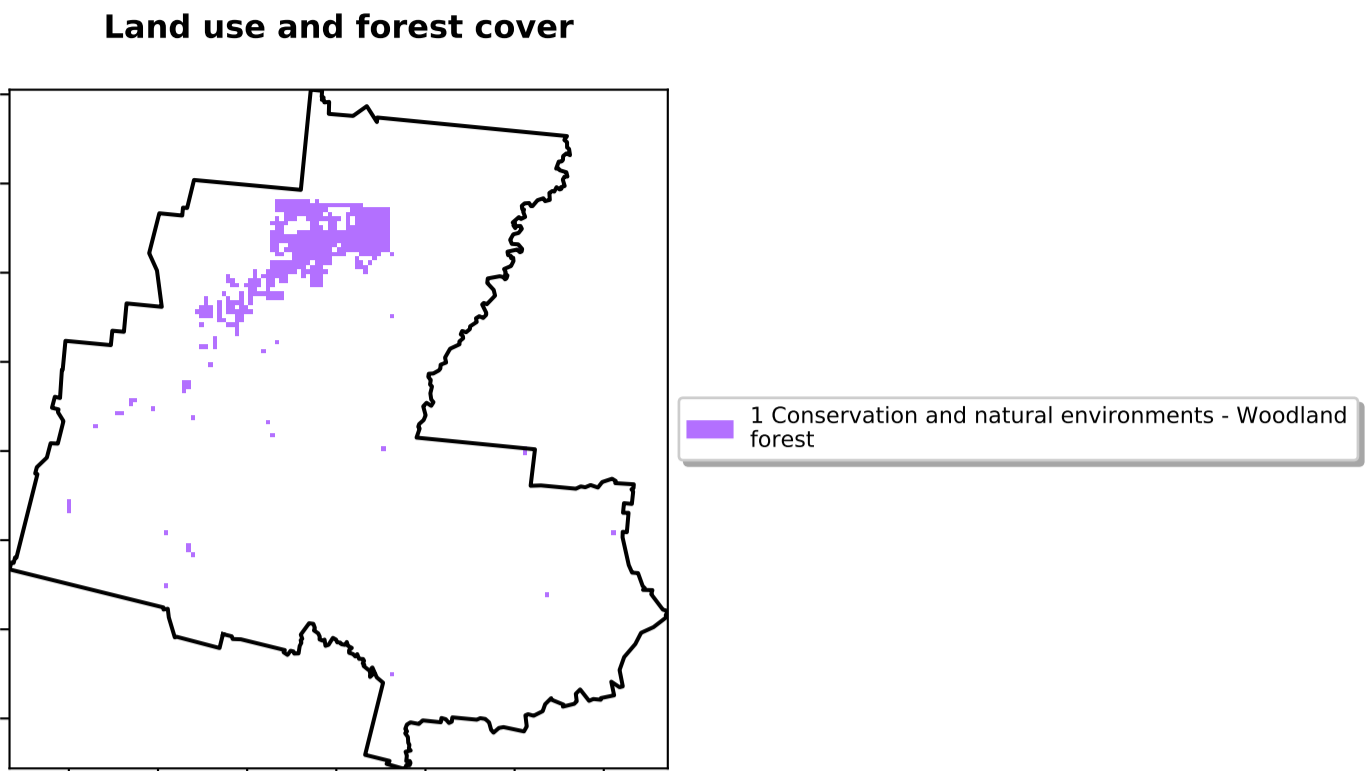 Land use and forest cover
1 Conservation and natural environments - Woodland
forest